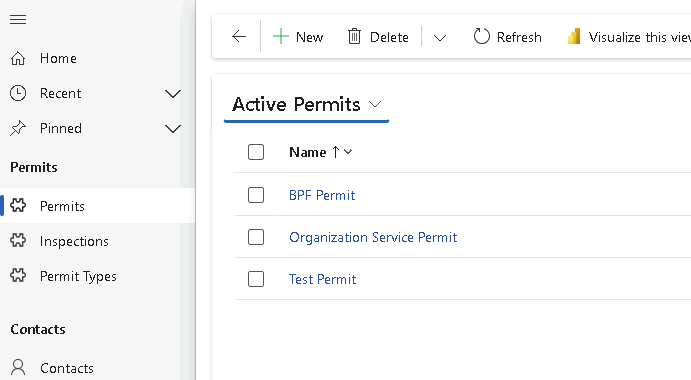 Home
Recent
Pinned
Permits
Permits
Inspections
Permit Types
Contacts
Contacts
New Delete Refresh Visualize this view
Active Permits
Name
BPF Permit
Organization Service Permit
Test Permit